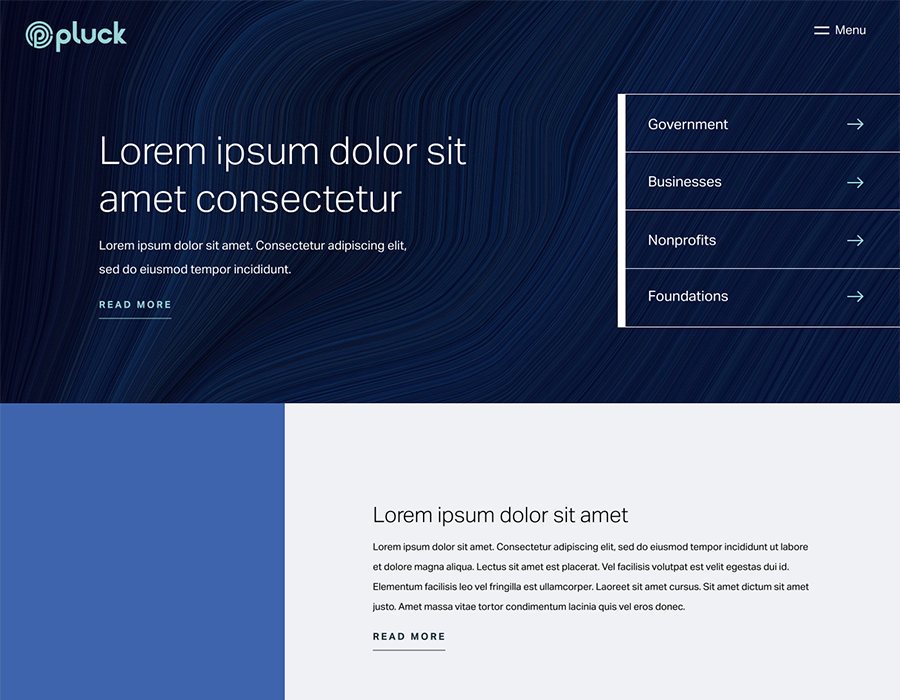 pluck
Menu
Lorem ipsum dolor sit
amet consectetur
Lorem ipsum dolor sit amet. Consectetur adipiscing elit,
sed do eiusmod tempor incididunt.
READ MORE
Government
Businesses
Nonprofits
Foundations
Lorem ipsum dolor sit amet
Lorem ipsum dolor sit amet. Consectetur adipiscing elit, sed do eiusmod tempor incididunt ut labore
et dolore magna aliqua. Lectus sit amet est placerat. Vel facilisis volutpat est velit egestas dui id.
Elementum facilisis leo vel fringilla est ullamcorper. Laoreet sit amet cursus. Sit amet dictum sit amet
justo. Amet massa vitae tortor condimentum lacinia quis vel eros donec.
READ MORE